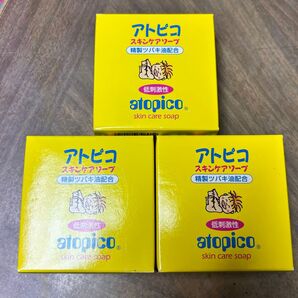 アトピコ
スキンケアソープ
精製ツバキ油配合
低刺激性
atopico®
skin care soap
アトピコ
スキンケアソープ
精製ツバキ油配合
低刺激性
atopico®
skin care soap
アトピコ
スキンケアソープ
精製ツバキ油配合
低刺激性
atopico®
skin care soap